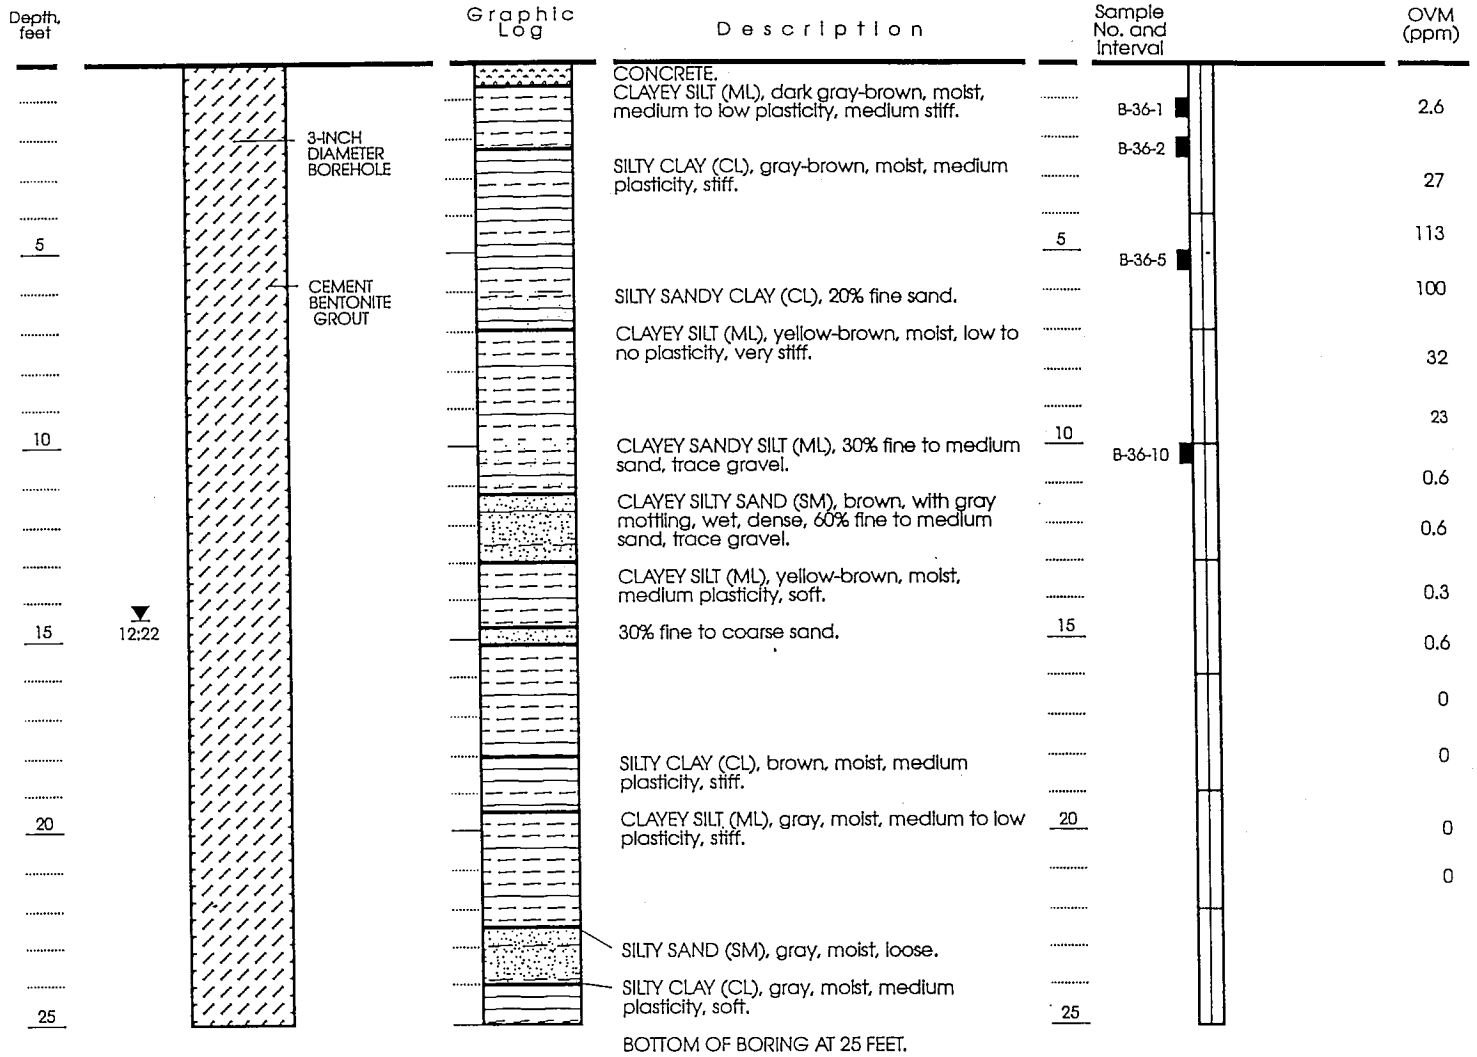 Depth, feet
Graphic Log
Description
Sample No. and Interval
OVM (ppm)
CONCRETE.
CLAYEY SILT (ML), dark gray-brown, moist,
medium to low plasticity, medium stiff.
B-36-1
2.6
3-INCH
DIAMETER
BOREHOLE
B-36-2
SILTY CLAY (CL), gray-brown, moist, medium
plasticity, stiff.
27
113
5
5
B-36-5
CEMENT
BENTONITE
GROUT
SILTY SANDY CLAY (CL), 20% fine sand.
100
CLAYEY SILT (ML), yellow-brown, moist, low to
no plasticity, very stiff.
32
23
10
10
CLAYEY SANDY SILT (ML), 30% fine to medium
sand, trace gravel.
B-36-10
0.6
CLAYEY SILTY SAND (SM), brown, with gray
mottling, wet, dense, 60% fine to medium
sand, trace gravel.
0.6
CLAYEY SILT (ML), yellow-brown, moist,
medium plasticity, soft.
0.3
15
12:22
30% fine to coarse sand.
15
0.6
0
SILTY CLAY (CL), brown, moist, medium
plasticity, stiff.
0
20
CLAYEY SILT (ML), gray, moist, medium to low
plasticity, stiff.
20
0
0
SILTY SAND (SM), gray, moist, loose.
SILTY CLAY (CL), gray, moist, medium
plasticity, soft.
25
25
BOTTOM OF BORING AT 25 FEET.